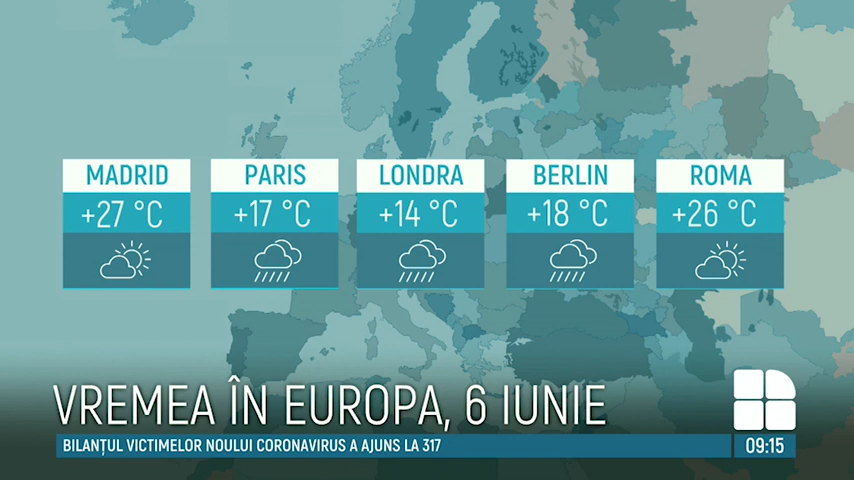 MADRID
+27 °C
PARIS
+17 °C
LONDRA
+14 °C
BERLIN
+18 °C
ROMA
+26 °C
VREMEA ÎN EUROPA, 6 IUNIE
BILANȚUL VICTIMELOR NOULUI CORONAVIRUS A AJUNS LA 317
09:15